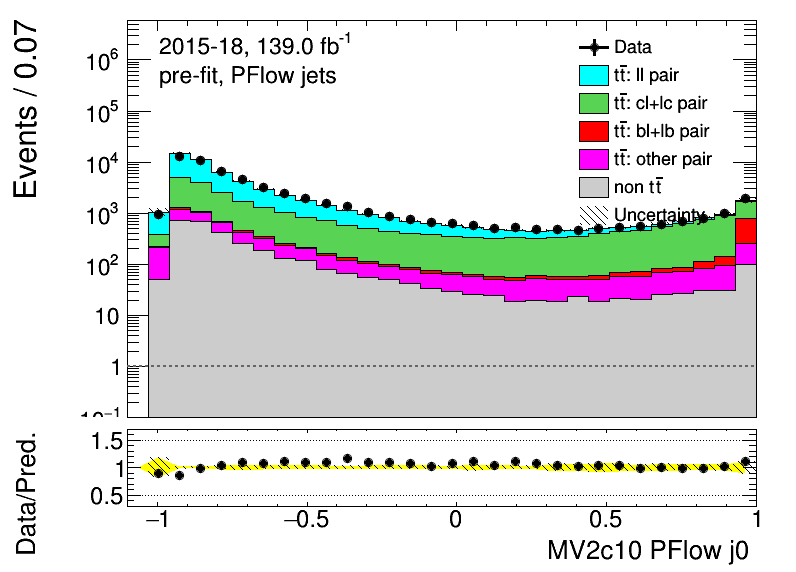 Events / 0.07
10⁶
10⁵
10⁴
10³
10²
10
1
10⁻¹
2015-18, 139.0 fb⁻¹
pre-fit, PFlow jets
Data
tt̄: ll pair
tt̄: cl+lc pair
tt̄: bl+lb pair
tt̄: other pair
non tt̄
Uncertainty
Data/Pred.
1.5
1
0.5
−1
−0.5
0
0.5
1
MV2c10 PFlow j0